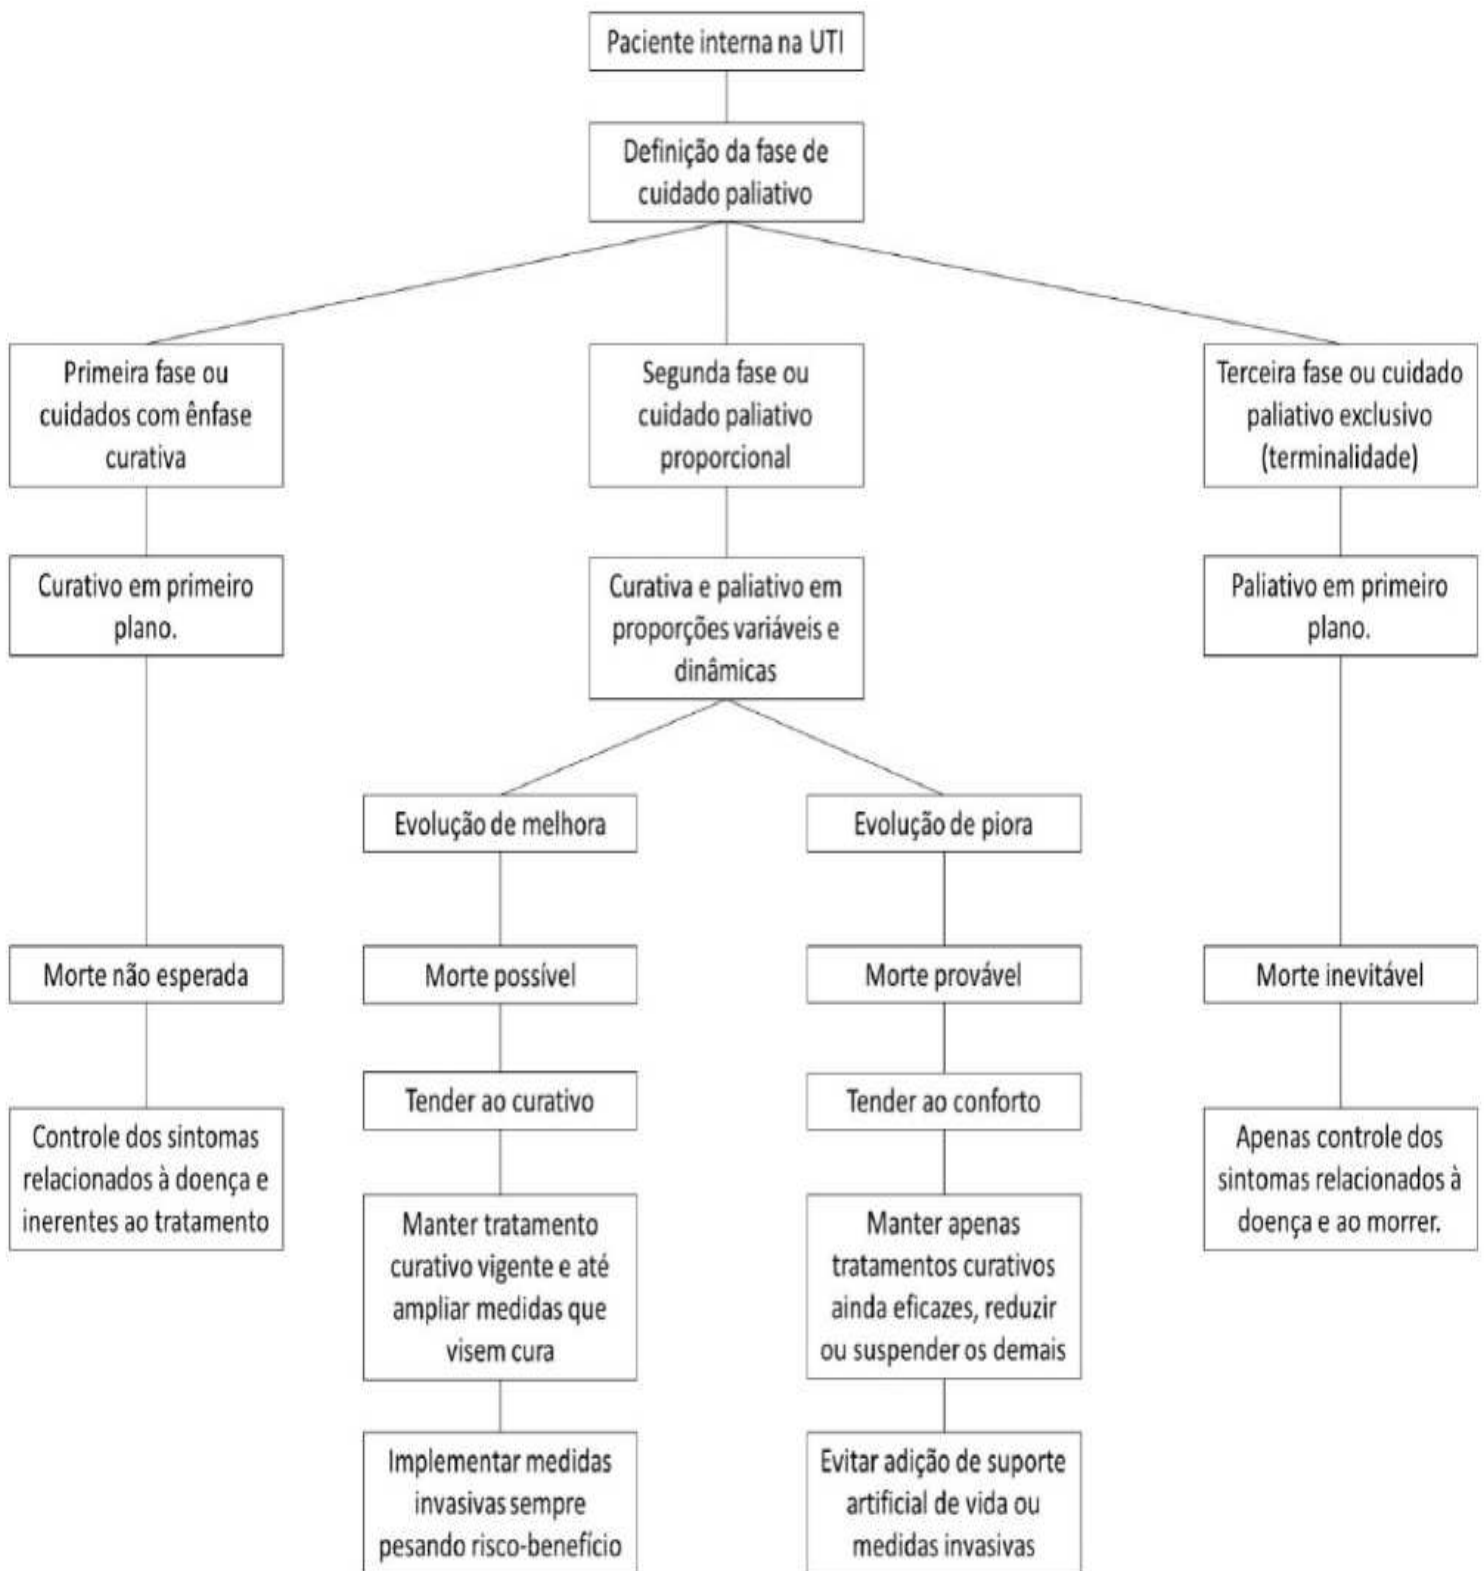 Paciente interna na UTI
Definição da fase de
cuidado paliativo
Primeira fase ou
cuidados com ênfase
curativa
Segunda fase ou
cuidado paliativo
proporcional
Terceira fase ou cuidado
paliativo exclusivo
(terminalidade)
Curativo em primeiro
plano.
Curativa e paliativo em
proporções variáveis e
dinâmicas
Paliativo em primeiro
plano.
Evolução de melhora
Evolução de piora
Morte não esperada
Morte possível
Morte provável
Morte inevitável
Tender ao curativo
Tender ao conforto
Controle dos sintomas
relacionados à doença e
inerentes ao tratamento
Apenas controle dos
sintomas relacionados à
doença e ao morrer.
Manter tratamento
curativo vigente e até
ampliar medidas que
visem cura
Manter apenas
tratamentos curativos
ainda eficazes, reduzir
ou suspender os demais
Implementar medidas
invasivas sempre
pesando risco-benefício
Evitar adição de suporte
artificial de vida ou
medidas invasivas